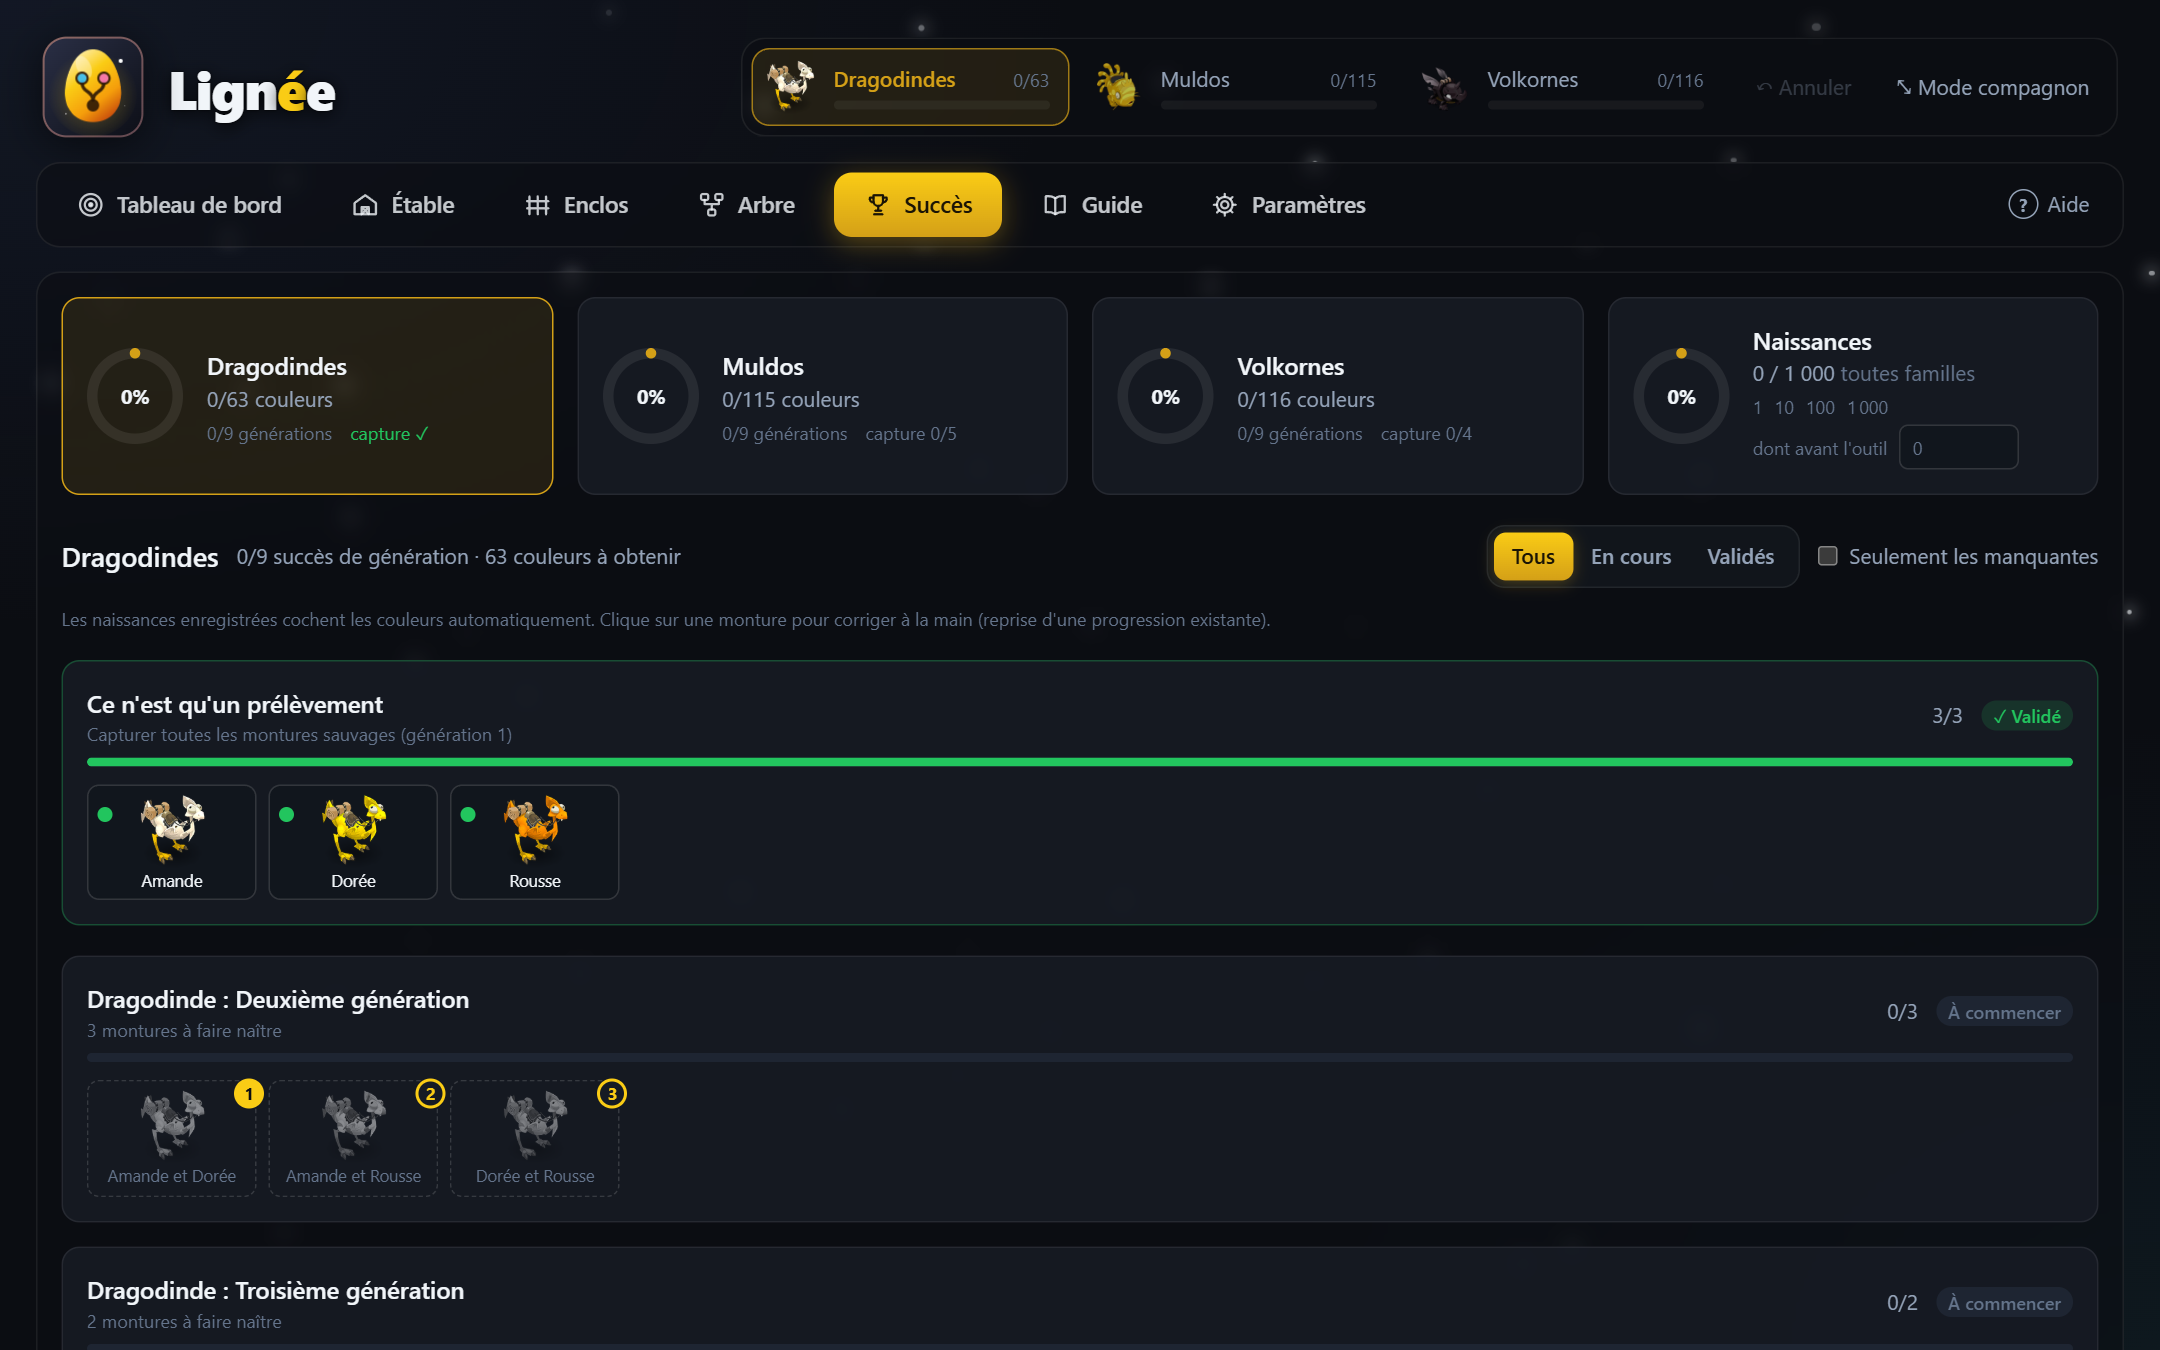 Lignée
Dragodindes 0/63
Muldos 0/115
Volkornes 0/116
Annuler
Mode compagnon
Tableau de bord
Étable
Enclos
Arbre
Succès
Guide
Paramètres
? Aide
0%
Dragodindes
0/63 couleurs
0/9 générations capture ✓
0%
Muldos
0/115 couleurs
0/9 générations capture 0/5
0%
Volkornes
0/116 couleurs
0/9 générations capture 0/4
0%
Naissances
0 / 1 000 toutes familles
1 10 100 1 000
dont avant l'outil 0
Dragodindes 0/9 succès de génération · 63 couleurs à obtenir
Tous En cours Validés
Seulement les manquantes
Les naissances enregistrées cochent les couleurs automatiquement. Clique sur une monture pour corriger à la main (reprise d'une progression existante).
Ce n'est qu'un prélèvement
Capturer toutes les montures sauvages (génération 1)
3/3 ✓ Validé
Amande
Dorée
Rousse
Dragodinde : Deuxième génération
3 montures à faire naître
0/3 À commencer
1
Amande et Dorée
2
Amande et Rousse
3
Dorée et Rousse
Dragodinde : Troisième génération
2 montures à faire naître
0/2 À commencer